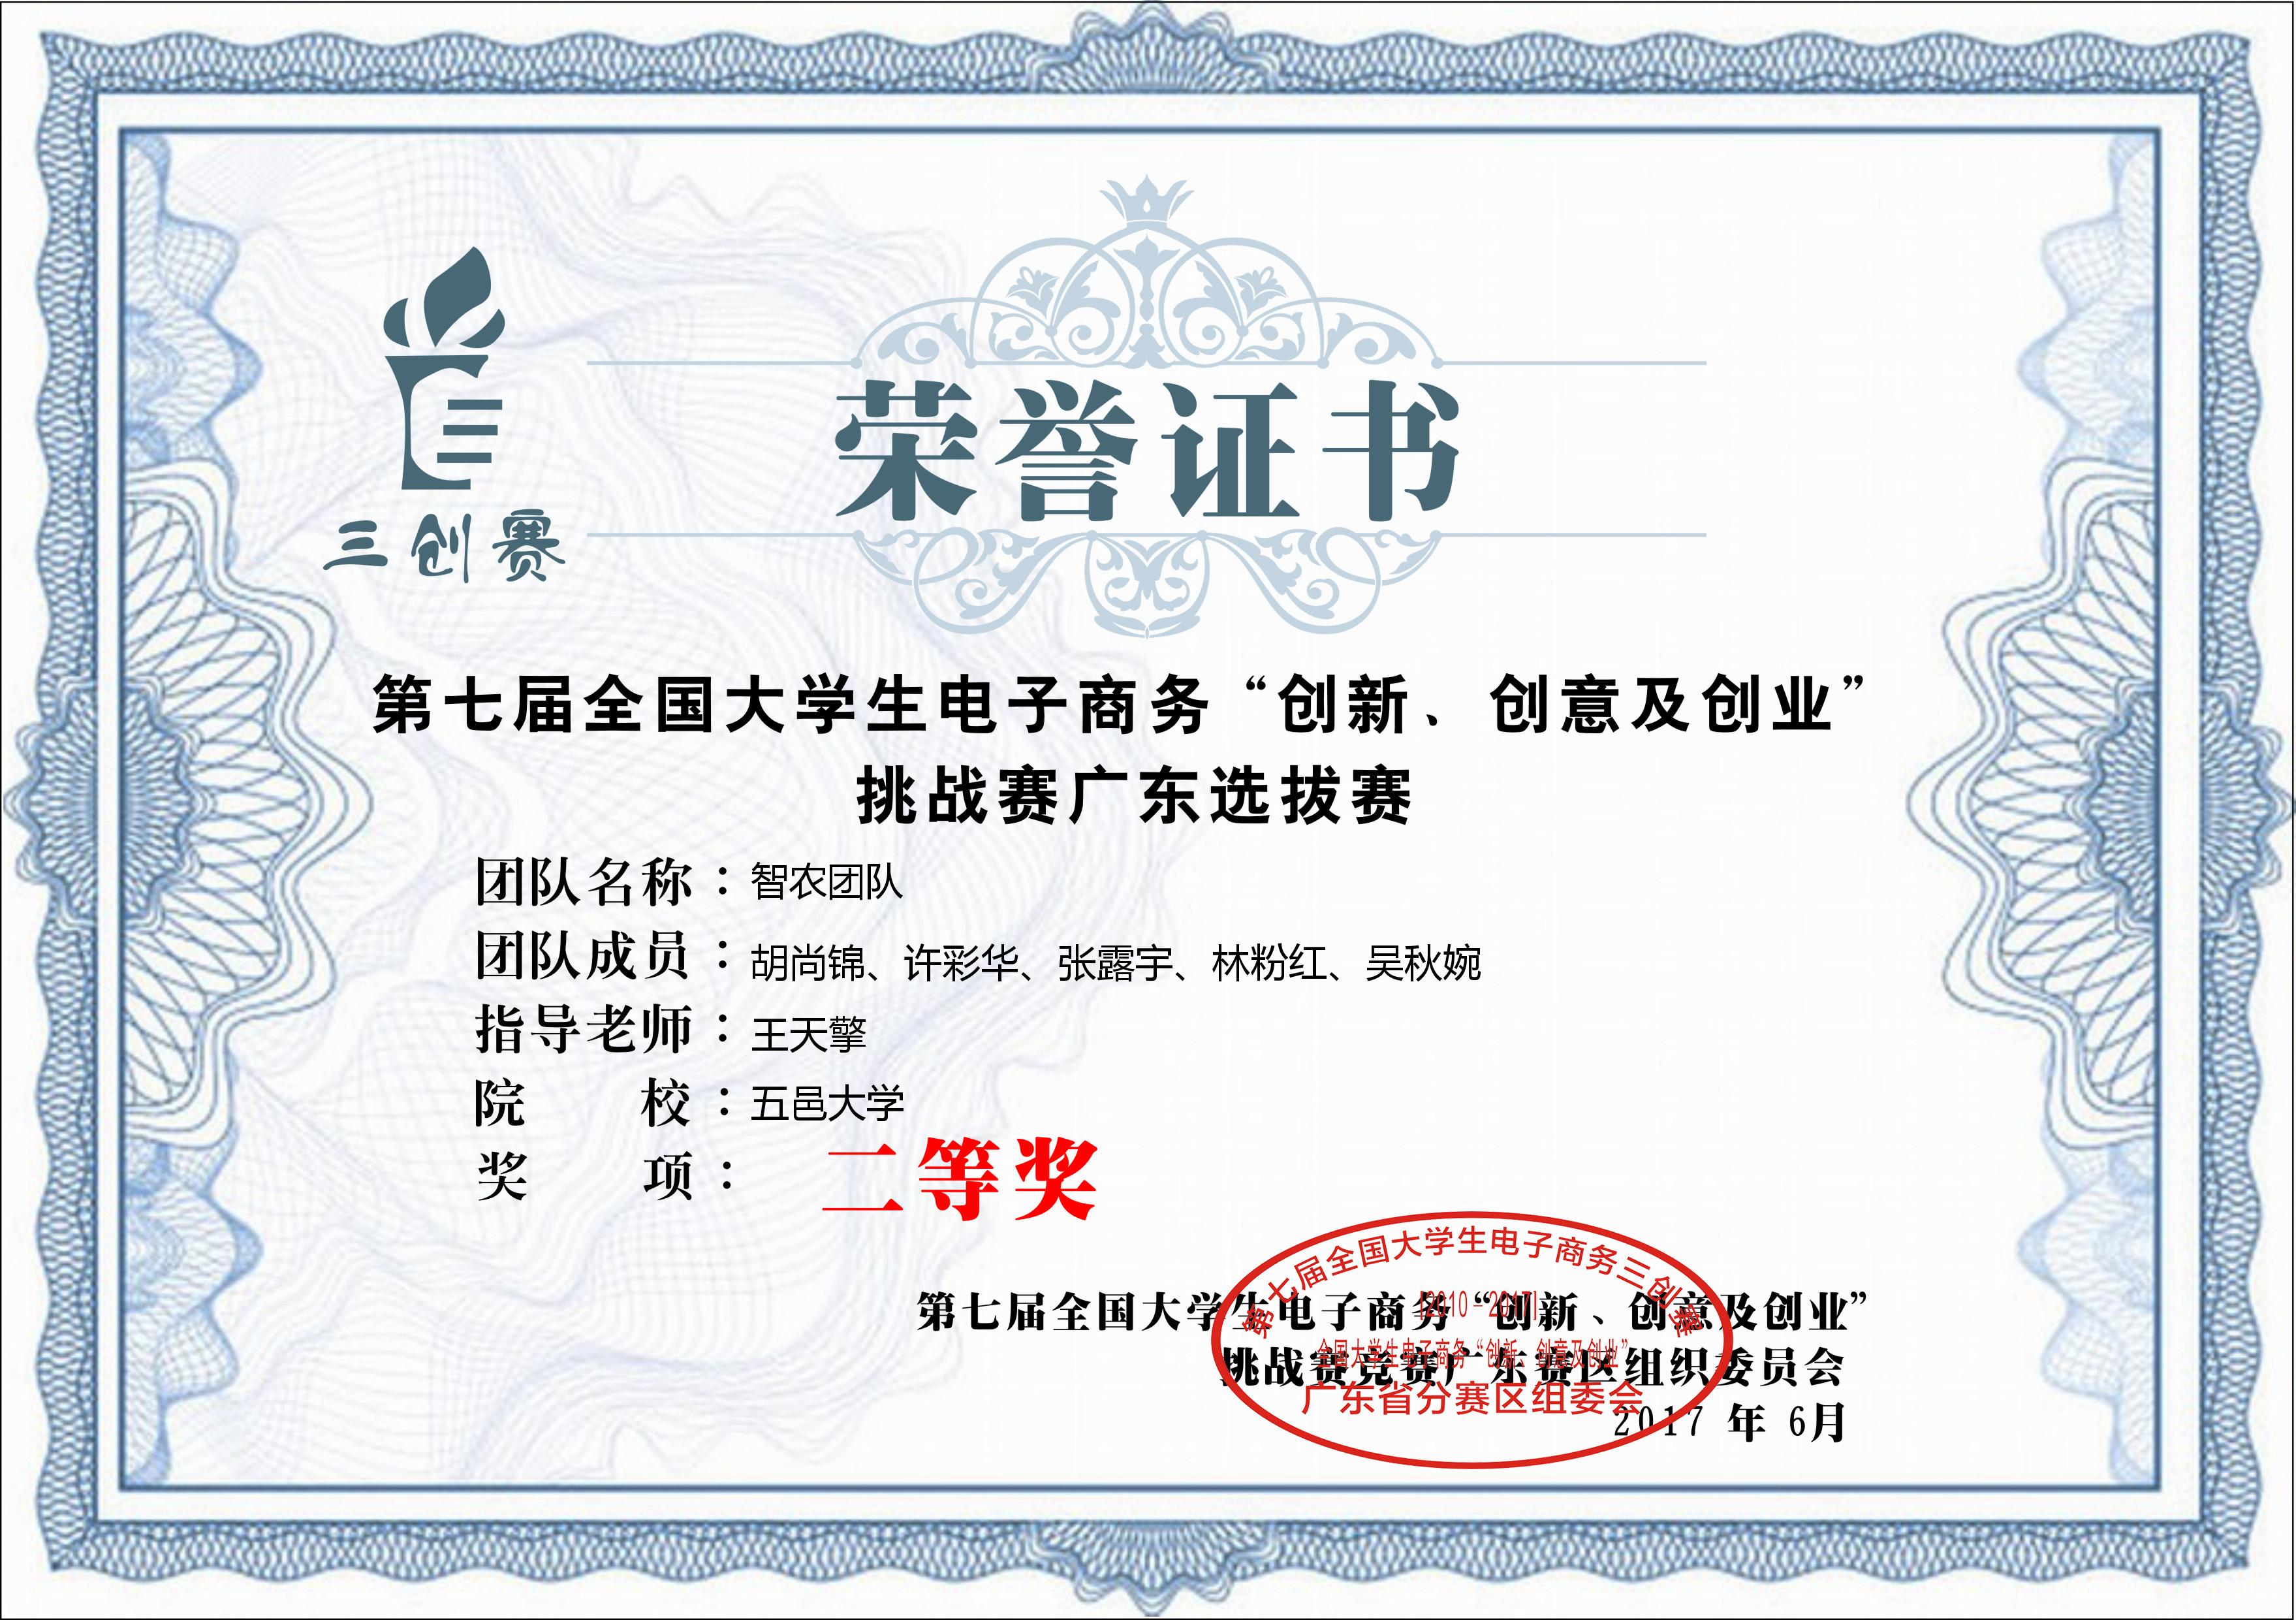 三创赛
荣誉证书
第七届全国大学生电子商务“创新、创意及创业”
挑战赛广东选拔赛
团队名称：智农团队
团队成员：胡尚锦、许彩华、张露宇、林粉红、吴秋婉
指导老师：王天擎
院 校：五邑大学
奖 项：二等奖
第七届全国大学生电子商务“创新、创意及创业”
挑战赛竞赛广东赛区组织委员会
2017 年 6月
第七届全国大学生电子商务三创赛
[2010-2017]
全国大学生电子商务“创新、创意及创业”
广东省分赛区组委会